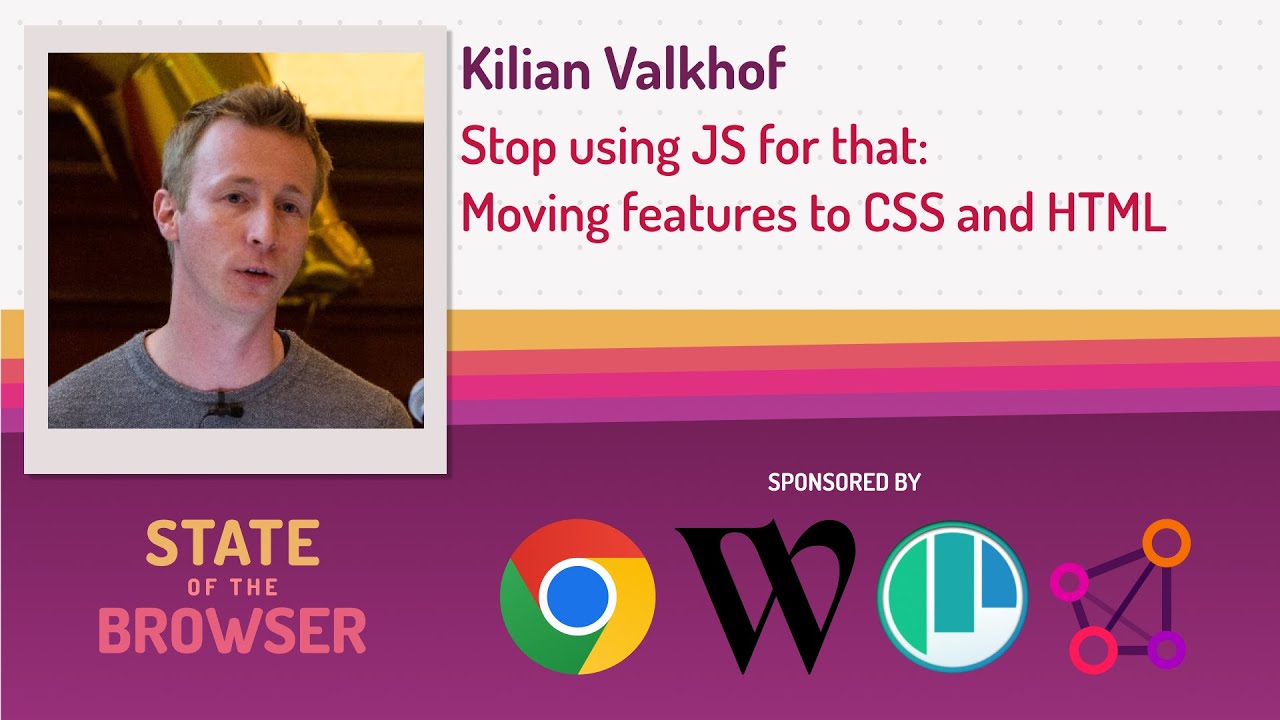 Kilian Valkhof
Stop using JS for that:
Moving features to CSS and HTML
SPONSORED BY
STATE
OF THE
BROWSER
W